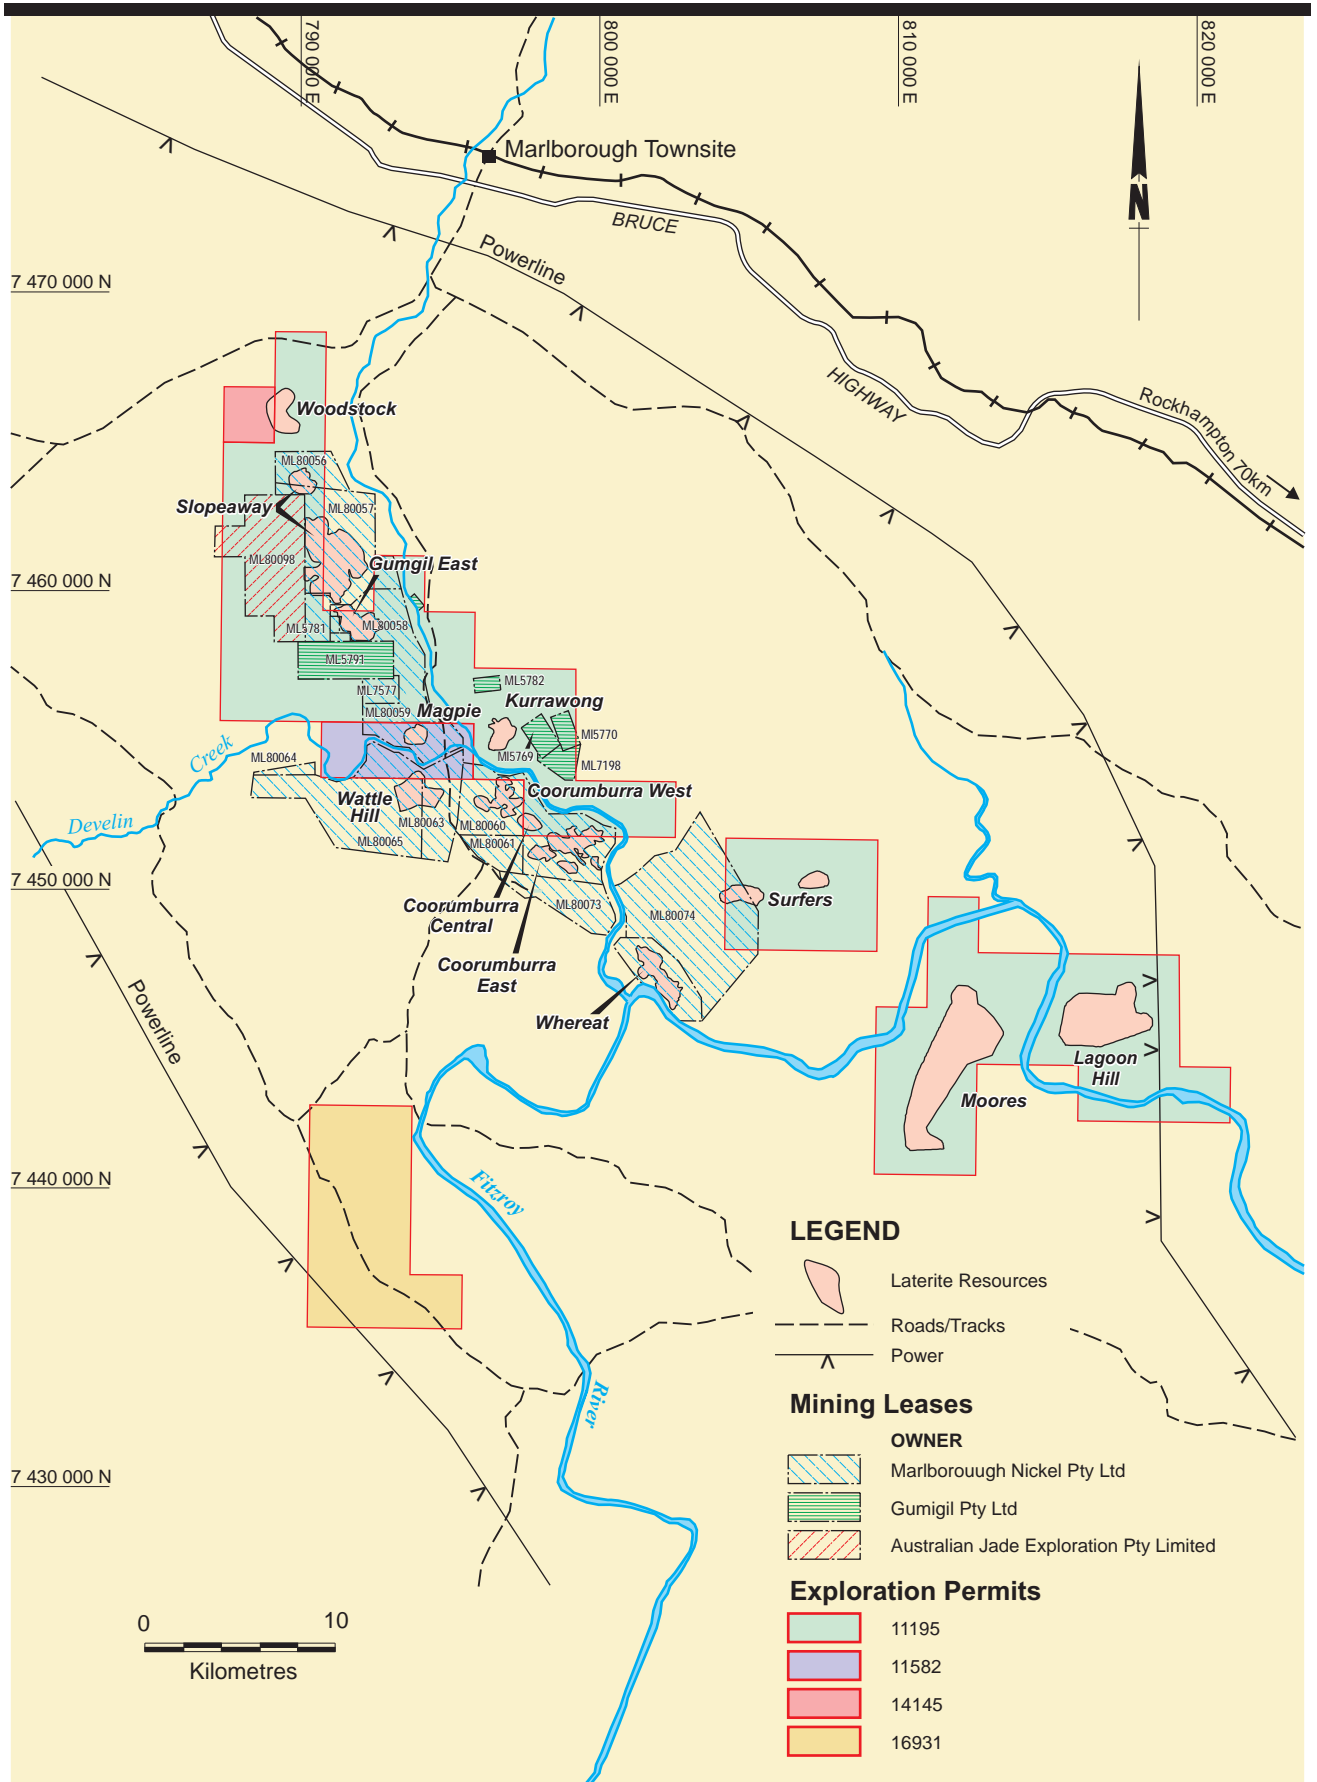 790 000 E
800 000 E
810 000 E
820 000 E
Marlborough Townsite
BRUCE
Powerline
N
7 470 000 N
HIGHWAY
Rockhampton 70km
Woodstock
ML80056
Slopeaway
ML80057
ML80098
Gumgil East
7 460 000 N
ML5781
ML80058
ML5791
ML7577
ML5782
Kurrawong
ML80059
Magpie
MI5770
MI5769
ML7198
Creek
ML80064
Develin
Wattle
Hill
Coorumburra West
ML80063
ML80060
ML80065
ML80061
7 450 000 N
Coorumburra
Central
ML80073
ML80074
Surfers
Coorumburra
East
Whereat
Powerline
Lagoon
Hill
Moores
7 440 000 N
Fitzroy
River
7 430 000 N
LEGEND
Laterite Resources
Roads/Tracks
Power
Mining Leases
OWNER
Marlborouugh Nickel Pty Ltd
Gumigil Pty Ltd
Australian Jade Exploration Pty Limited
Exploration Permits
11195
11582
14145
16931
0 10
Kilometres